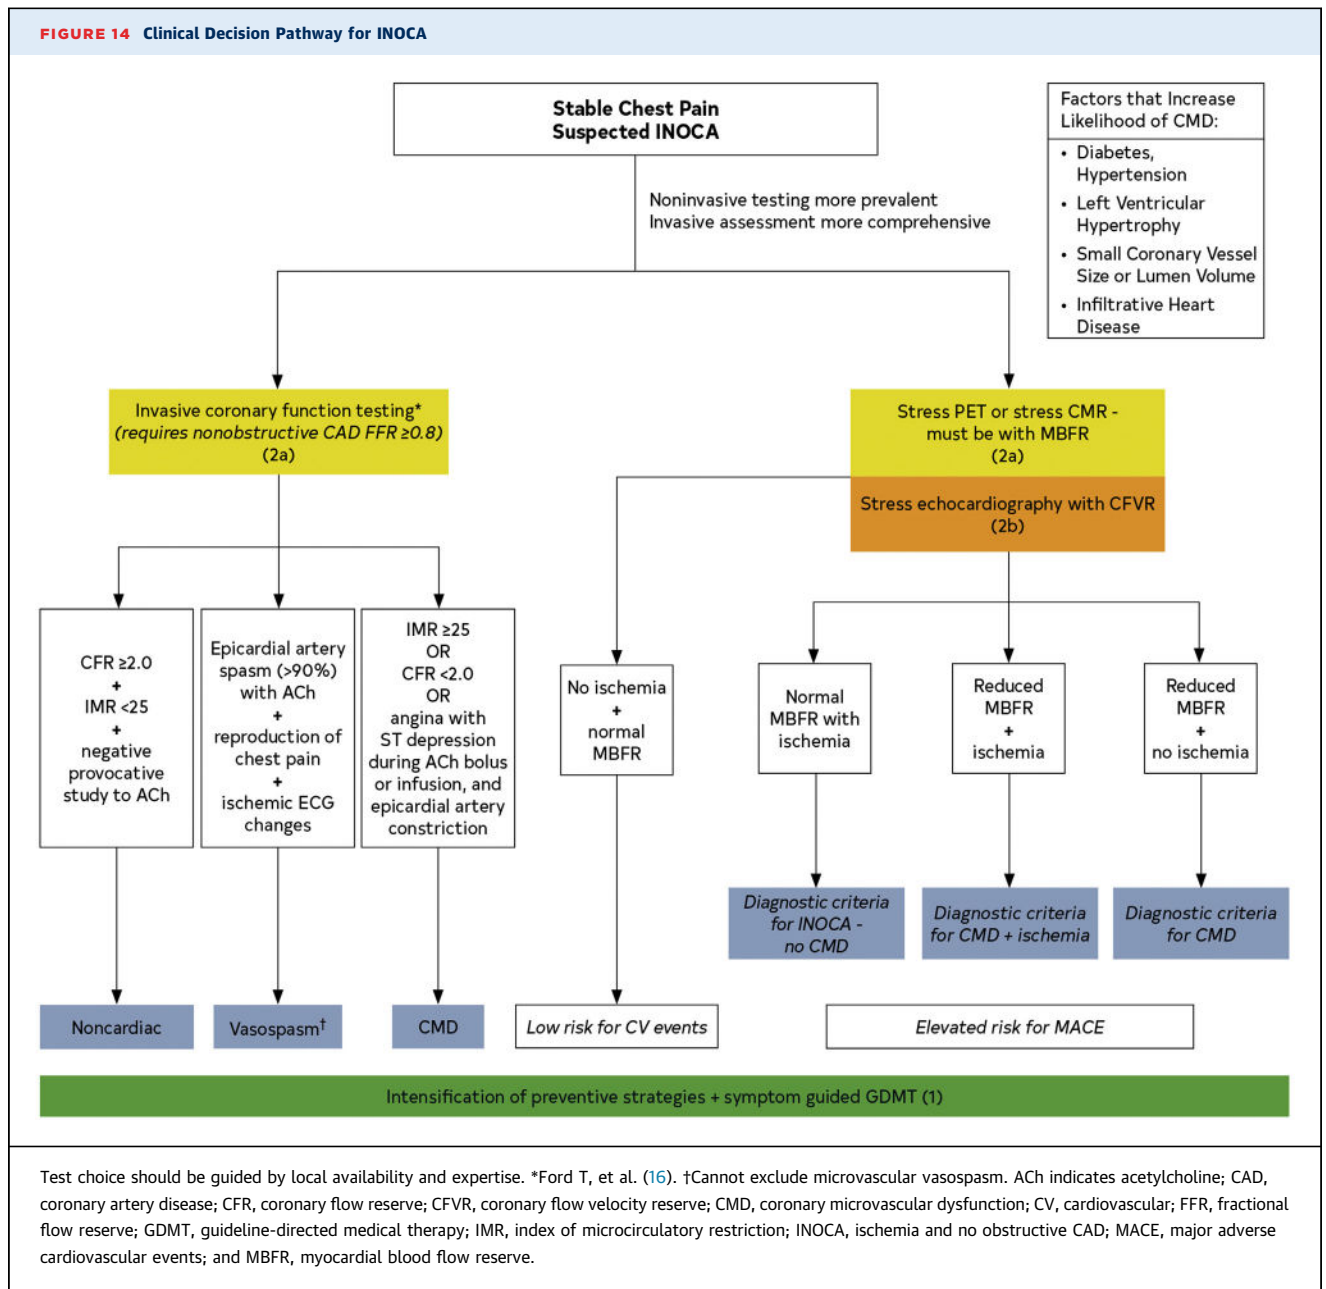 FIGURE 14 Clinical Decision Pathway for INOCA
Stable Chest Pain
Suspected INOCA
Factors that Increase
Likelihood of CMD:
• Diabetes,
Hypertension
• Left Ventricular
Hypertrophy
• Small Coronary Vessel
Size or Lumen Volume
• Infiltrative Heart
Disease
Noninvasive testing more prevalent
Invasive assessment more comprehensive
Invasive coronary function testing*
(requires nonobstructive CAD FFR ≥0.8)
(2a)
Stress PET or stress CMR -
must be with MBFR
(2a)
Stress echocardiography with CFVR
(2b)
CFR ≥2.0
+
IMR <25
+
negative
provocative
study to ACh
Epicardial artery
spasm (>90%)
with ACh
+
reproduction of
chest pain
+
ischemic ECG
changes
IMR ≥25
OR
CFR <2.0
OR
angina with
ST depression
during ACh bolus
or infusion, and
epicardial artery
constriction
No ischemia
+
normal
MBFR
Normal
MBFR with
ischemia
Reduced
MBFR
+
ischemia
Reduced
MBFR
+
no ischemia
Diagnostic criteria
for INOCA -
no CMD
Diagnostic criteria
for CMD + ischemia
Diagnostic criteria
for CMD
Noncardiac
Vasospasm†
CMD
Low risk for CV events
Elevated risk for MACE
Intensification of preventive strategies + symptom guided GDMT (1)
Test choice should be guided by local availability and expertise. *Ford T, et al. (16). †Cannot exclude microvascular vasospasm. ACh indicates acetylcholine; CAD,
coronary artery disease; CFR, coronary flow reserve; CFVR, coronary flow velocity reserve; CMD, coronary microvascular dysfunction; CV, cardiovascular; FFR, fractional
flow reserve; GDMT, guideline-directed medical therapy; IMR, index of microcirculatory restriction; INOCA, ischemia and no obstructive CAD; MACE, major adverse
cardiovascular events; and MBFR, myocardial blood flow reserve.